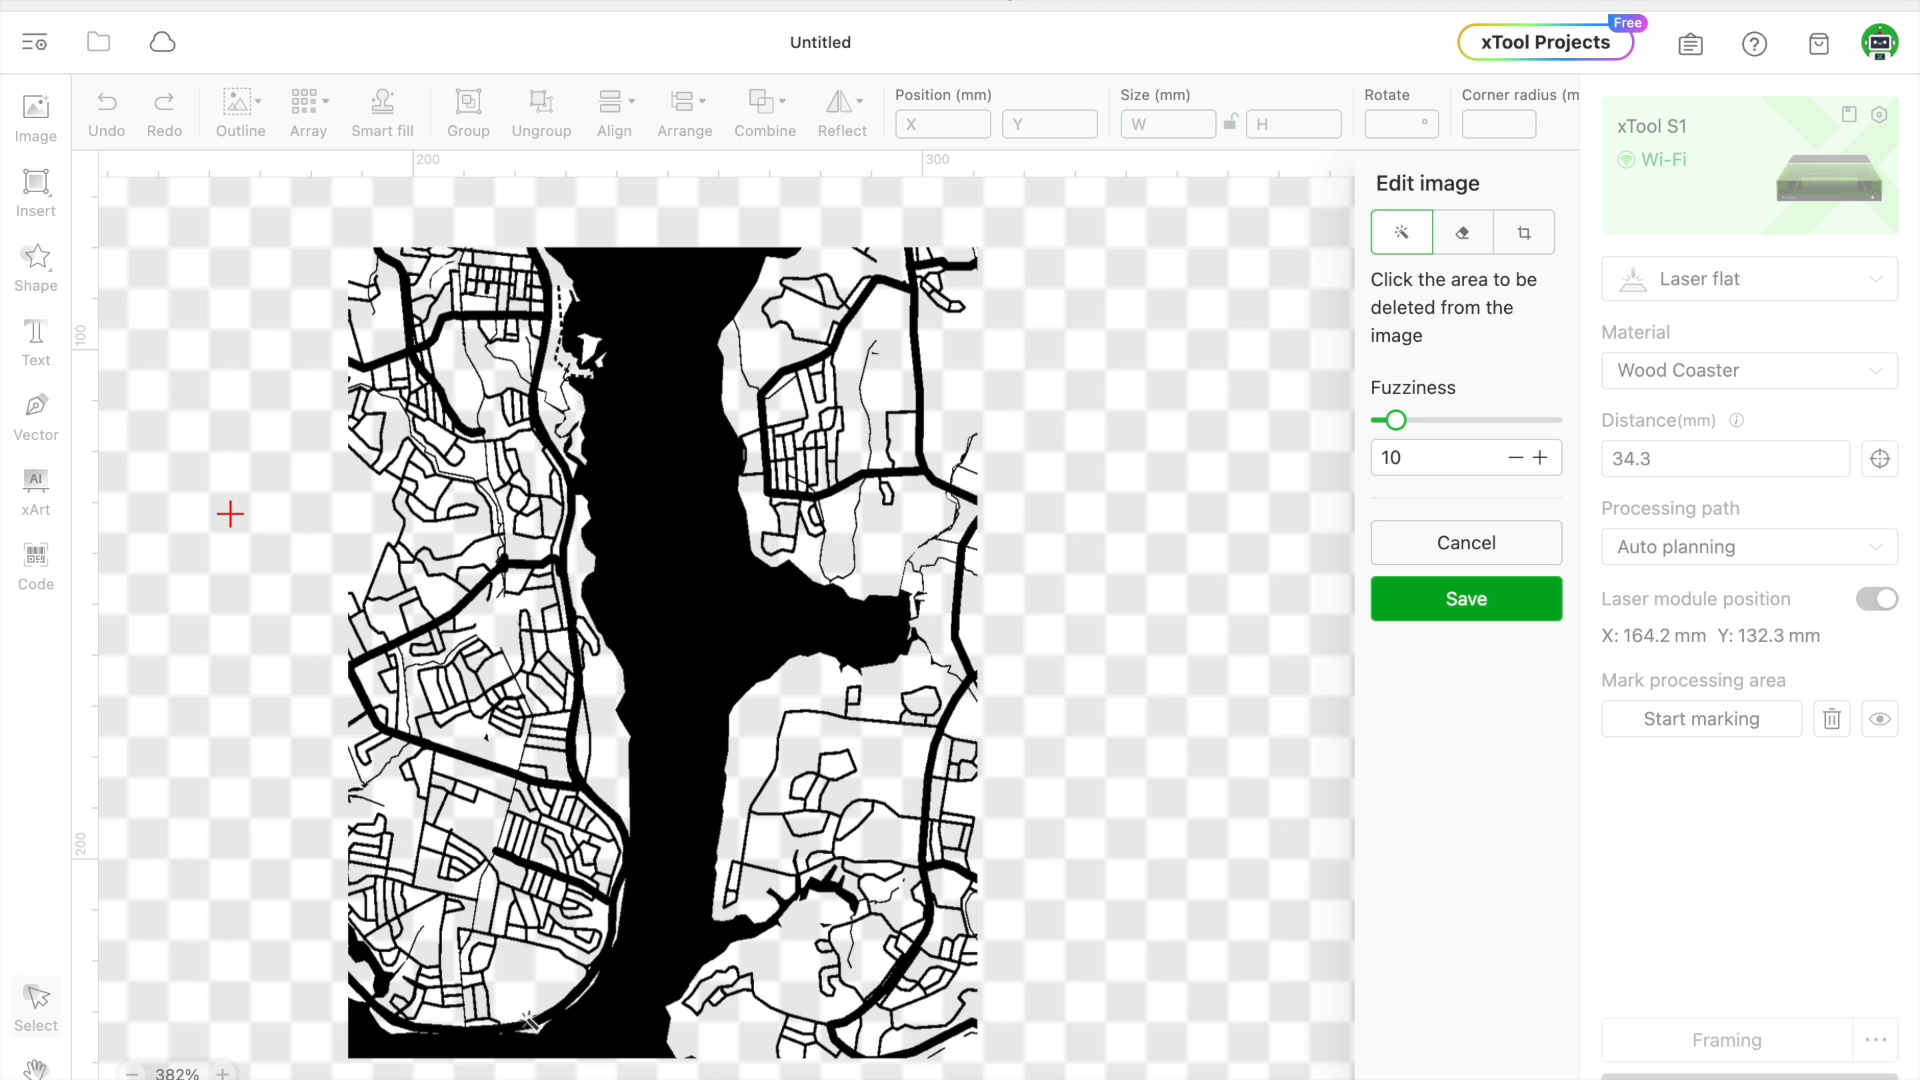 Untitled
xTool Projects
Free
Image
Insert
Shape
Text
Vector
AI
xArt
Code
Select
Undo
Redo
Outline
Array
Smart fill
Group
Ungroup
Align
Arrange
Combine
Reflect
Position (mm)
X
Y
Size (mm)
W
H
Rotate
°
Corner radius (m
200
300
100
200
382%
Edit image
Click the area to be
deleted from the
image
Fuzziness
10
Cancel
Save
xTool S1
Wi-Fi
Laser flat
Material
Wood Coaster
Distance(mm)
34.3
Processing path
Auto planning
Laser module position
X: 164.2 mm Y: 132.3 mm
Mark processing area
Start marking
Framing